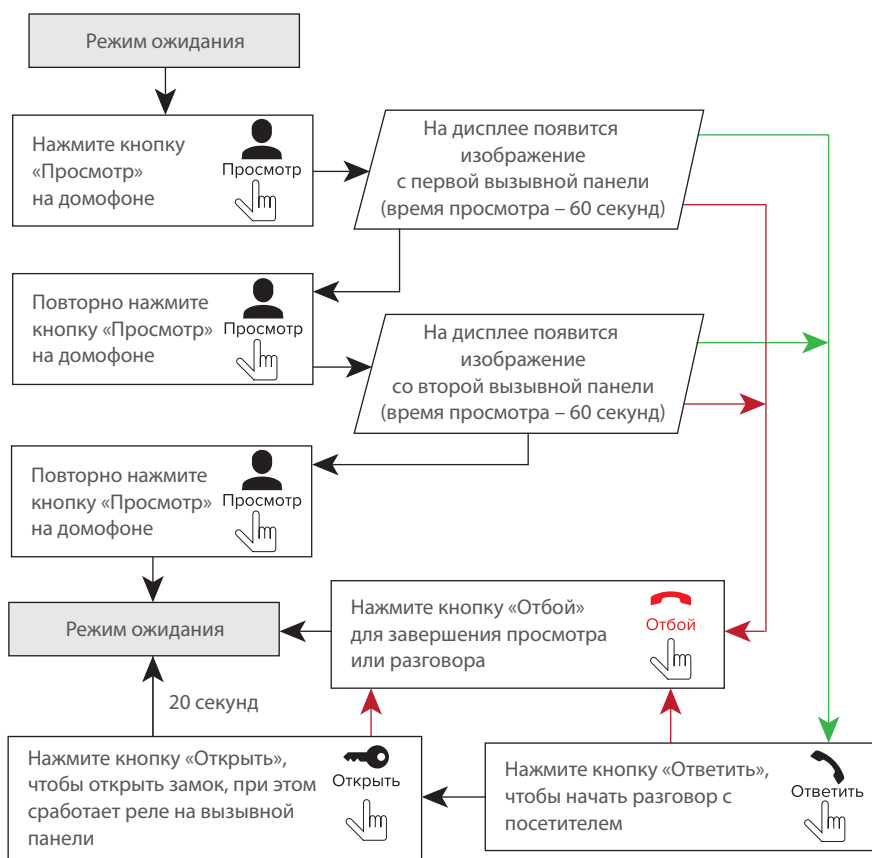 Режим ожидания
Нажмите кнопку
«Просмотр»
на домофоне
Просмотр
На дисплее появится
изображение
с первой вызывной панели
(время просмотра – 60 секунд)
Повторно нажмите
кнопку «Просмотр»
на домофоне
Просмотр
На дисплее появится
изображение
со второй вызывной панели
(время просмотра – 60 секунд)
Повторно нажмите
кнопку «Просмотр»
на домофоне
Просмотр
Режим ожидания
Нажмите кнопку «Отбой»
для завершения просмотра
или разговора
Отбой
20 секунд
Нажмите кнопку «Открыть»,
чтобы открыть замок, при этом
сработает реле на вызывной
панели
Открыть
Нажмите кнопку «Ответить»,
чтобы начать разговор с
посетителем
Ответить